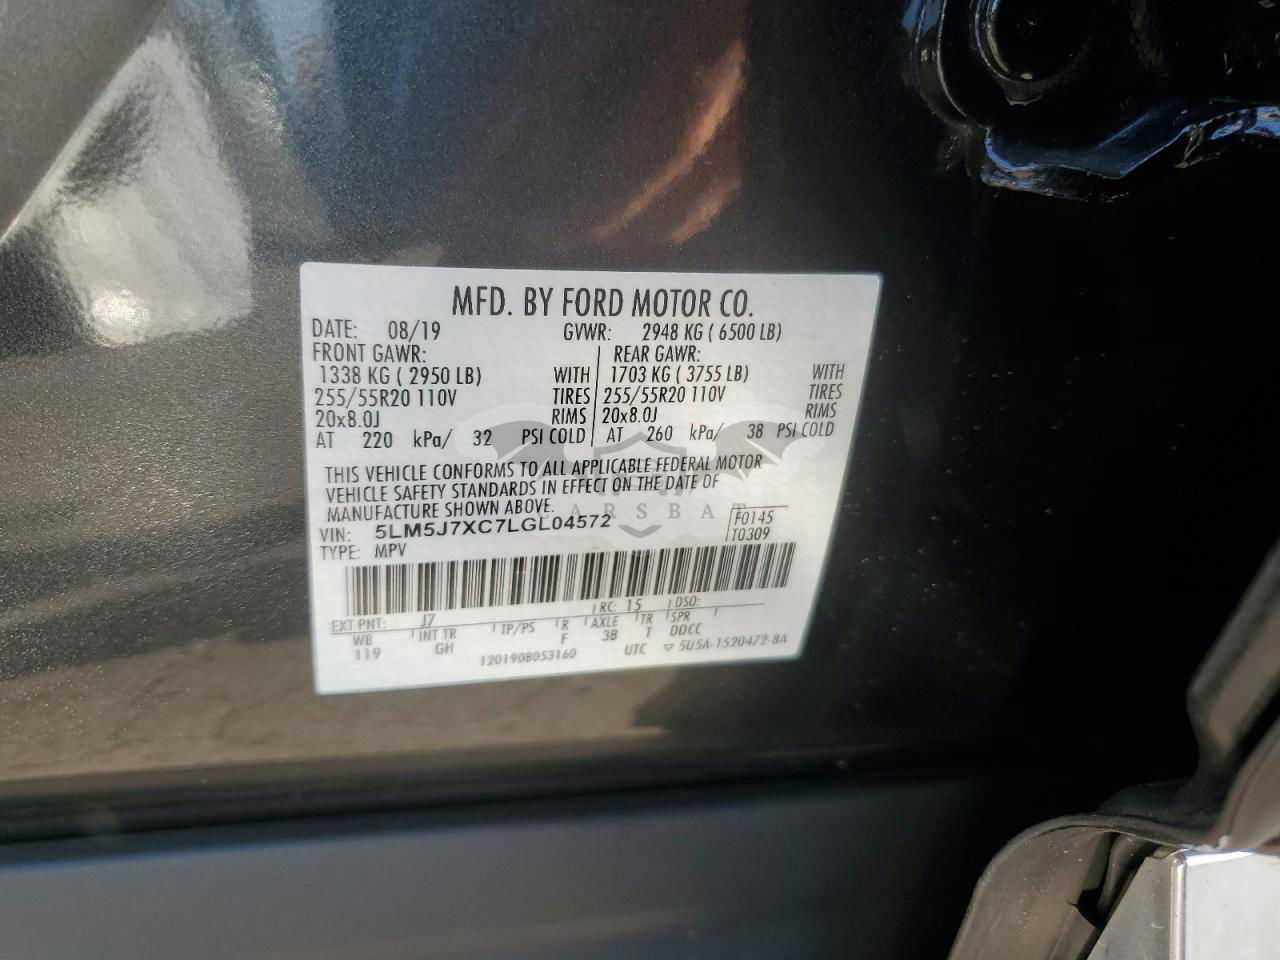 MFD. BY FORD MOTOR CO.
DATE: 08/19 GVWR: 2948 KG ( 6500 LB)
FRONT GAWR: REAR GAWR:
1338 KG ( 2950 LB) WITH 1703 KG ( 3755 LB) WITH
255/55R20 110V TIRES 255/55R20 110V TIRES
20x8.0J RIMS 20x8.0J RIMS
AT 220 kPa/ 32 PSI COLD AT 260 kPa/ 38 PSI COLD
THIS VEHICLE CONFORMS TO ALL APPLICABLE FEDERAL MOTOR
VEHICLE SAFETY STANDARDS IN EFFECT ON THE DATE OF
MANUFACTURE SHOWN ABOVE.
CARSBAT
VIN: 5LM5J7XC7LGL04572 F0145
TYPE: MPV T0309
EXT PNT: J7 RC: 15 DSO:
WB INT TR TP/PS R AXLE TR SPR
119 GH F 3B T DDCC
1201908053160 UTC ▽ 5U5A-1520472-BA